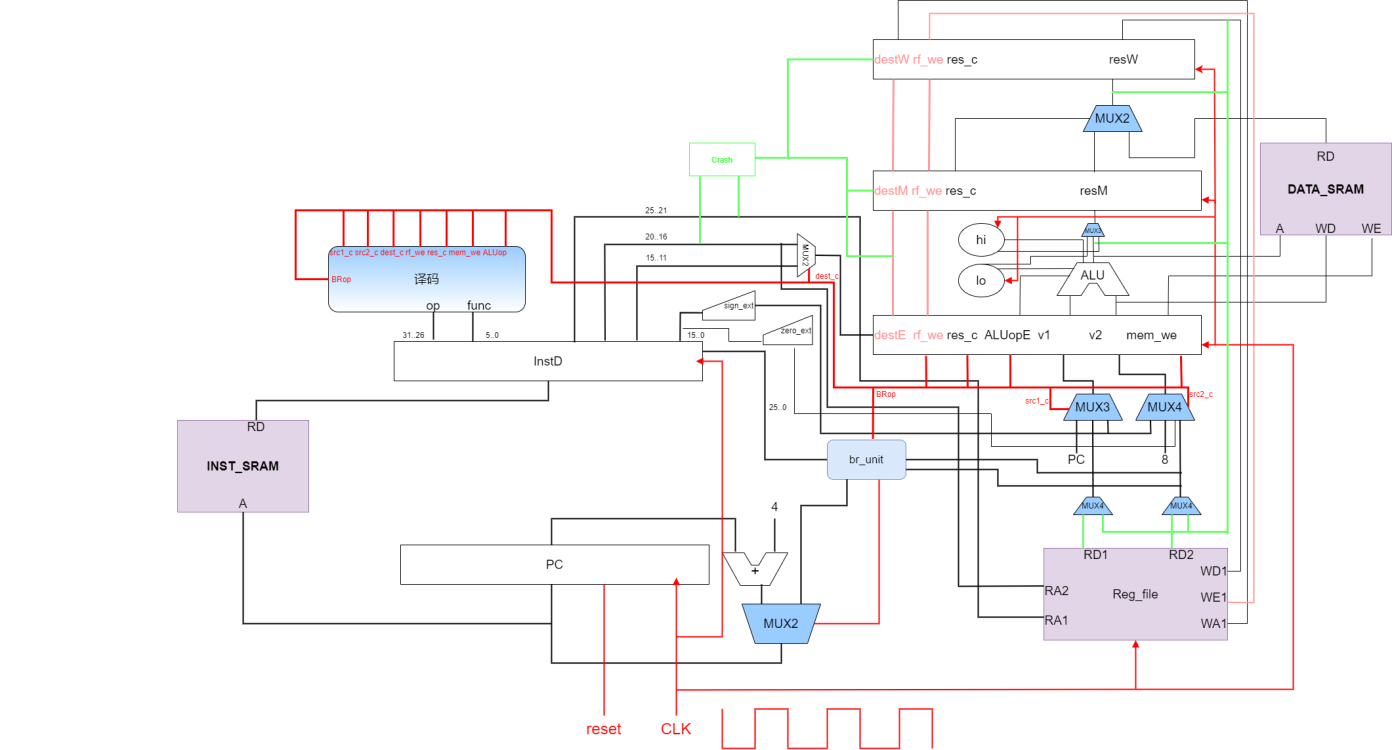 destW rf_we res_c resW
MUX2
RD
DATA_SRAM
A WD WE
Crash
destM rf_we res_c resM
25..21
20..16
15..11
MUX2
dest_c
hi
MUX3
lo
ALU
src1_c src2_c dest_c rf_we res_c mem_we ALUop
BRop
译码
op func
31..26 5..0
sign_ext
zero_ext
15..0
destE rf_we res_c ALUopE v1 v2 mem_we
InstD
BRop
25..0
src1_c
MUX3
MUX4
src2_c
RD
INST_SRAM
A
br_unit
PC
8
MUX4
MUX4
4
PC
+
MUX2
RD1 RD2
WD1
Reg_file
RA2
WE1
RA1
WA1
reset CLK